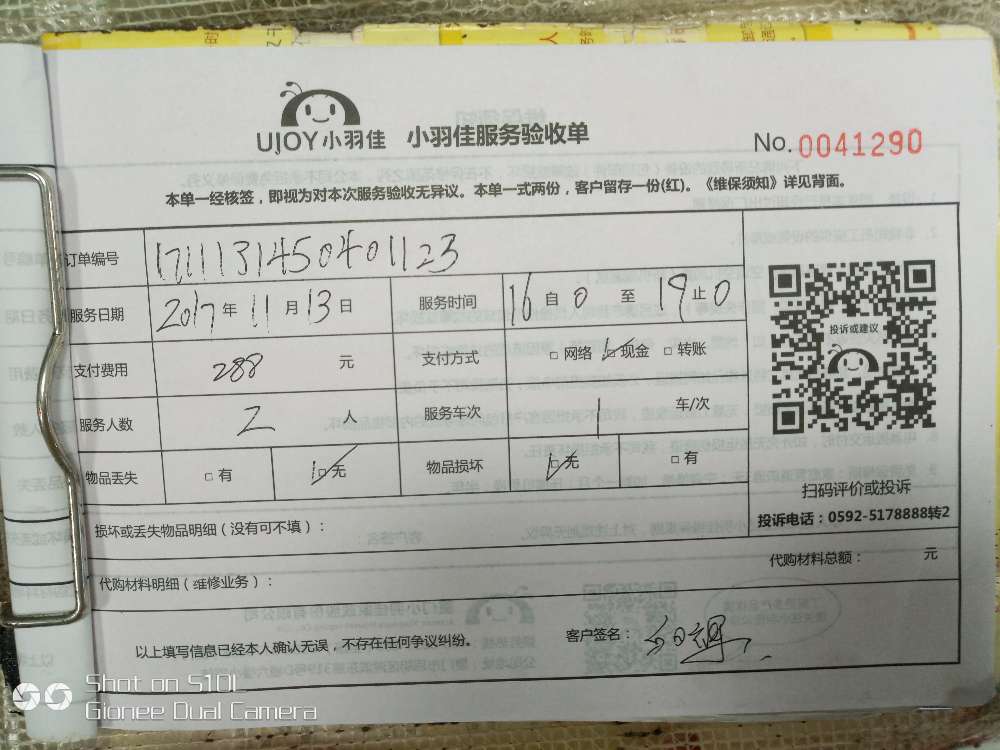 UJOY小羽佳 小羽佳服务验收单
No. 0041290
本单一经核签，即视为对本次服务验收无异议。本单一式两份，客户留存一份(红)。《维保须知》详见背面。
订单编号 1711131450401123
服务日期 2017年11月13日 服务时间 16自0至19止0
支付费用 288 元 支付方式 □网络 □现金 □转账
服务人数 2 人 服务车次 1 车/次
物品丢失 □有 □无 物品损坏 □无 □有
投诉或建议
扫码评价或投诉
投诉电话：0592-5178888转2
损坏或丢失物品明细（没有可不填）：
代购材料总额： 元
代购材料明细（维修业务）：
以上填写信息已经本人确认无误，不存在任何争议纠纷。 客户签名：
Shot on S10L
Gionee Dual Camera